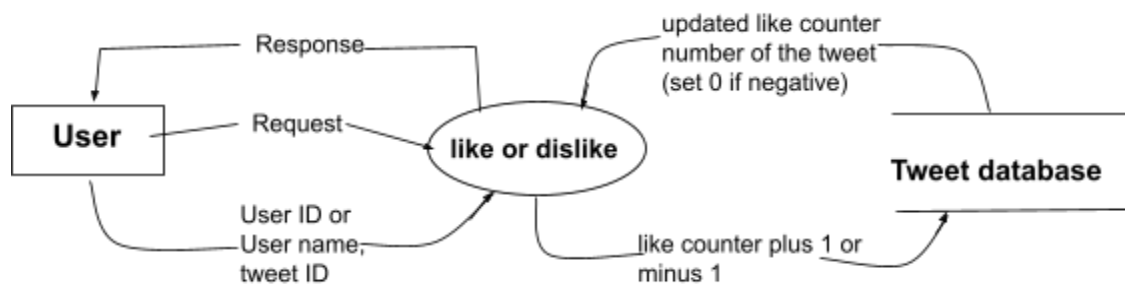 Response
updated like counter
number of the tweet
(set 0 if negative)
User
Request
like or dislike
Tweet database
User ID or
User name,
tweet ID
like counter plus 1 or
minus 1